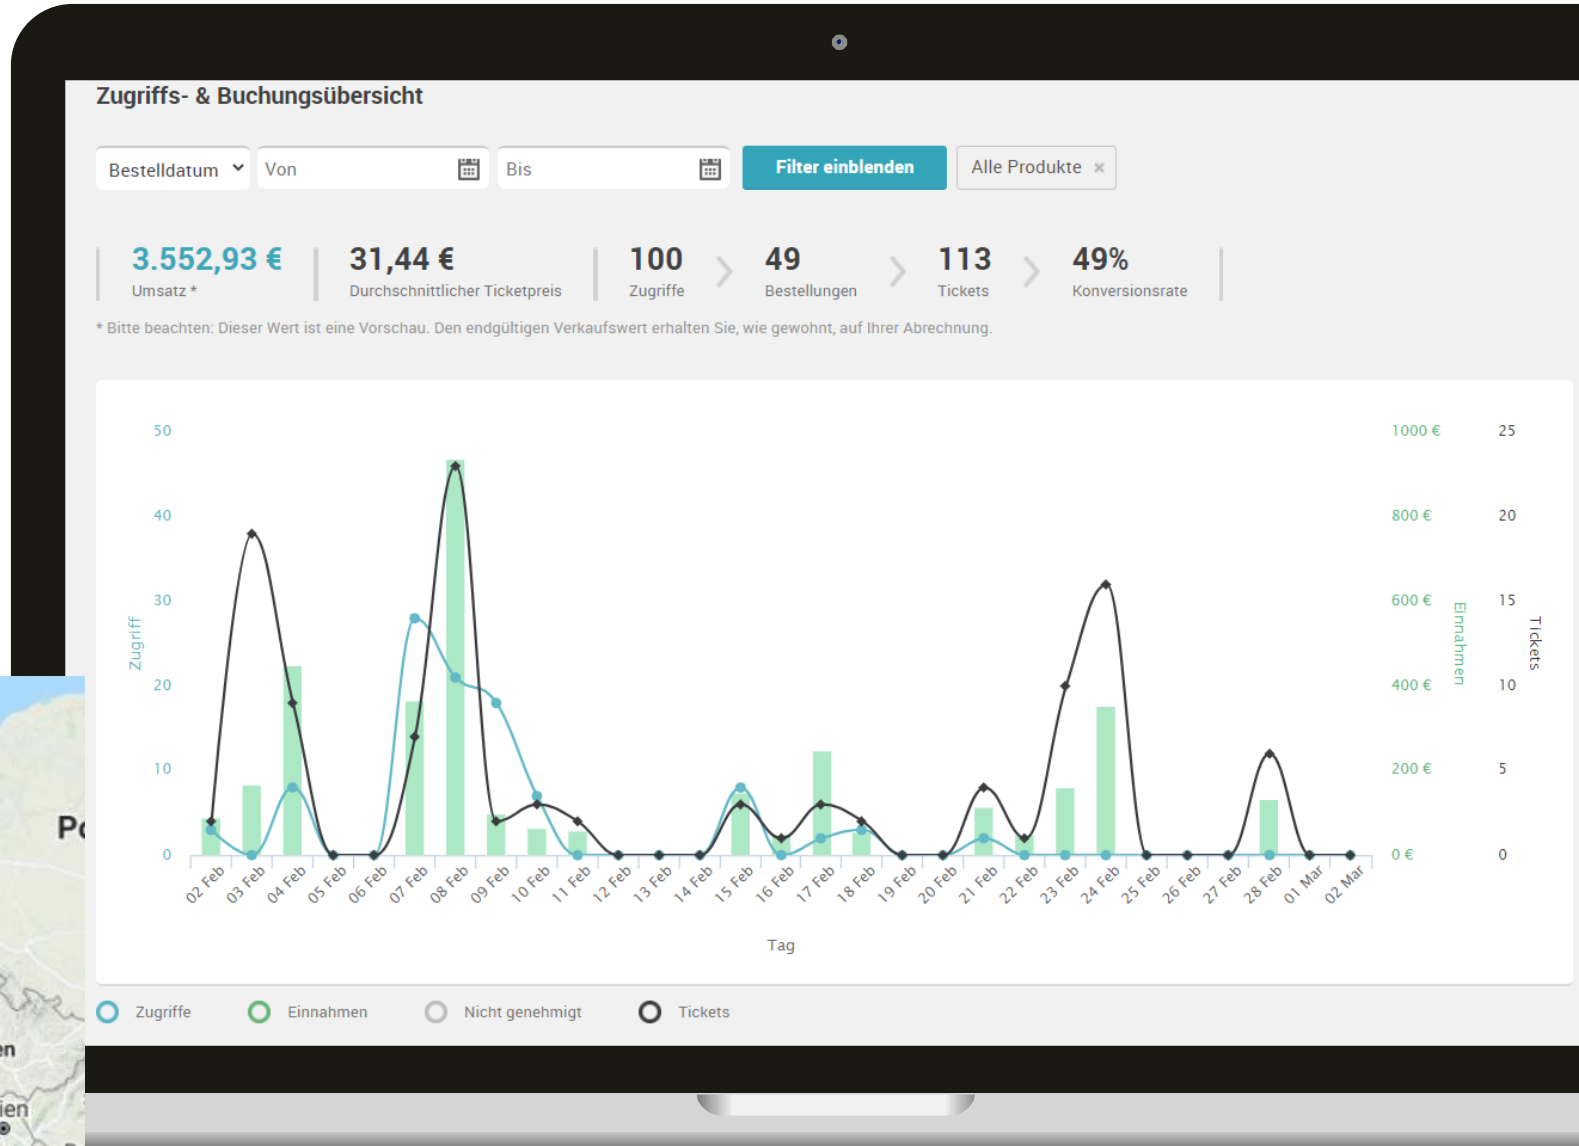 Zugriffs- & Buchungsübersicht
Bestelldatum Von Bis Filter einblenden Alle Produkte ×
3.552,93 € 31,44 € 100 49 113 49%
Umsatz * Durchschnittlicher Ticketpreis Zugriffe Bestellungen Tickets Konversionsrate
* Bitte beachten: Dieser Wert ist eine Vorschau. Den endgültigen Verkaufswert erhalten Sie, wie gewohnt, auf Ihrer Abrechnung.
50 1000 € 25
40 800 € 20
30 600 € 15
Zugriff Einnahmen Tickets
20 400 € 10
10 200 € 5
0 0 € 0
02 Feb 03 Feb 04 Feb 05 Feb 06 Feb 07 Feb 08 Feb 09 Feb 10 Feb 11 Feb 12 Feb 13 Feb 14 Feb 15 Feb 16 Feb 17 Feb 18 Feb 19 Feb 20 Feb 21 Feb 22 Feb 23 Feb 24 Feb 25 Feb 26 Feb 27 Feb 28 Feb 01 Mar 02 Mar
Tag
Zugriffe Einnahmen Nicht genehmigt Tickets